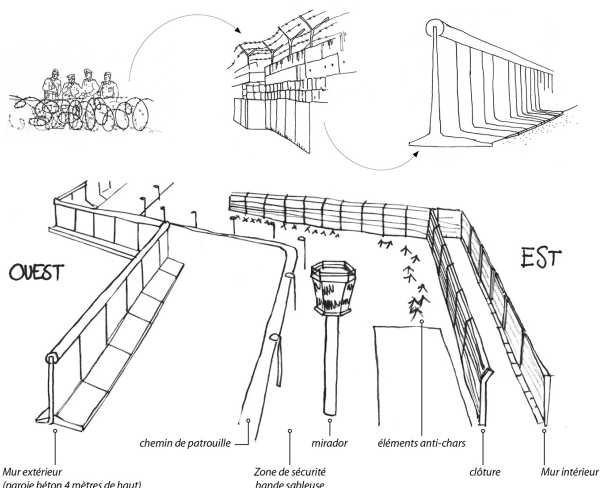 OUEST
EST
chemin de patrouille
mirador
éléments anti-chars
Mur extérieur
(paroie béton 4 mètres de haut)
Zone de sécurité
bande sableuse
clôture
Mur intérieur